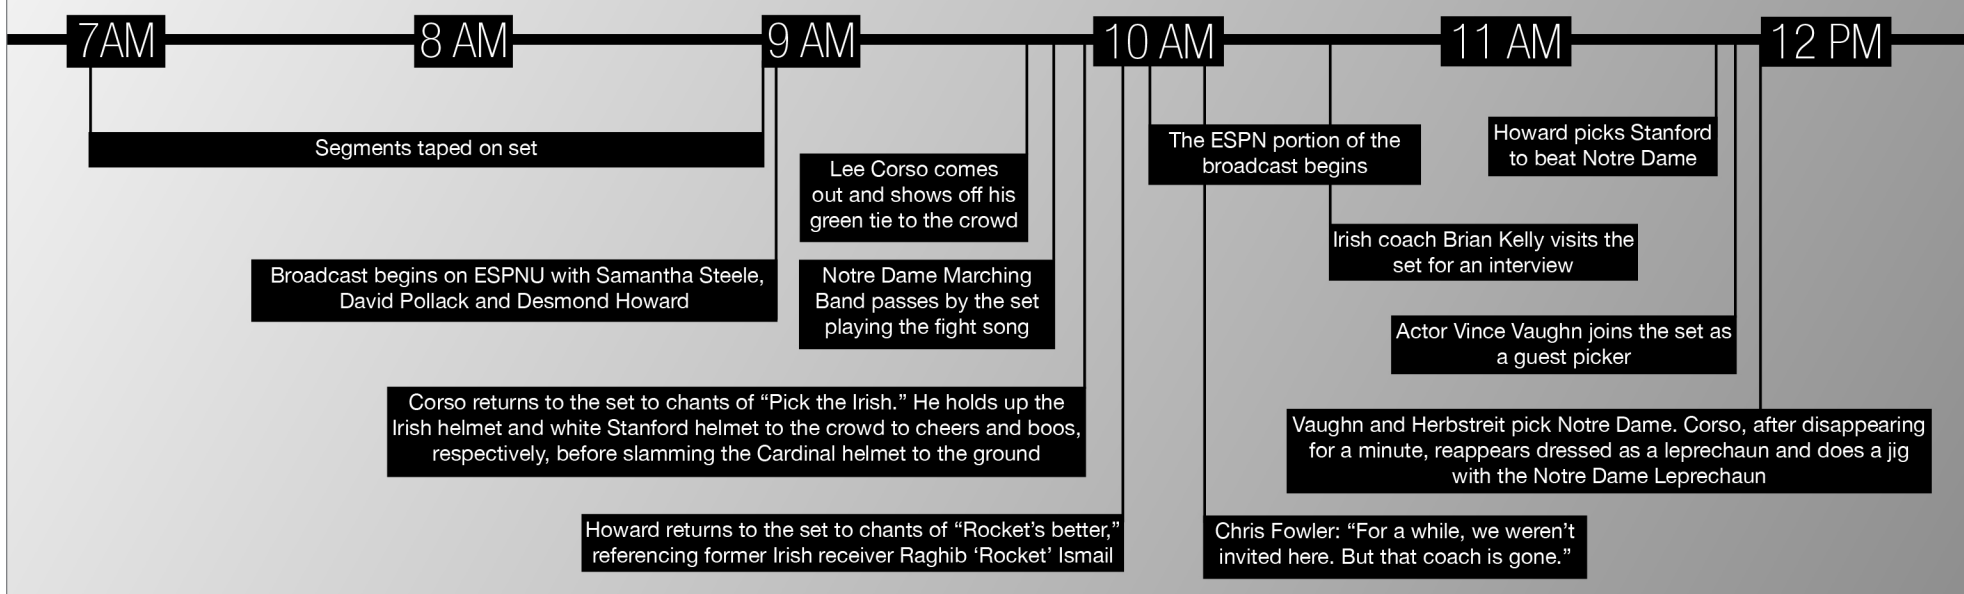 7AM
8 AM
9 AM
10 AM
11 AM
12 PM
Segments taped on set
Broadcast begins on ESPNU with Samantha Steele,
David Pollack and Desmond Howard
Lee Corso comes
out and shows off his
green tie to the crowd
Notre Dame Marching
Band passes by the set
playing the fight song
Corso returns to the set to chants of “Pick the Irish.” He holds up the
Irish helmet and white Stanford helmet to the crowd to cheers and boos,
respectively, before slamming the Cardinal helmet to the ground
Howard returns to the set to chants of “Rocket’s better,”
referencing former Irish receiver Raghib ‘Rocket’ Ismail
The ESPN portion of the
broadcast begins
Chris Fowler: “For a while, we weren’t
invited here. But that coach is gone.”
Irish coach Brian Kelly visits the
set for an interview
Howard picks Stanford
to beat Notre Dame
Actor Vince Vaughn joins the set as
a guest picker
Vaughn and Herbstreit pick Notre Dame. Corso, after disappearing
for a minute, reappears dressed as a leprechaun and does a jig
with the Notre Dame Leprechaun